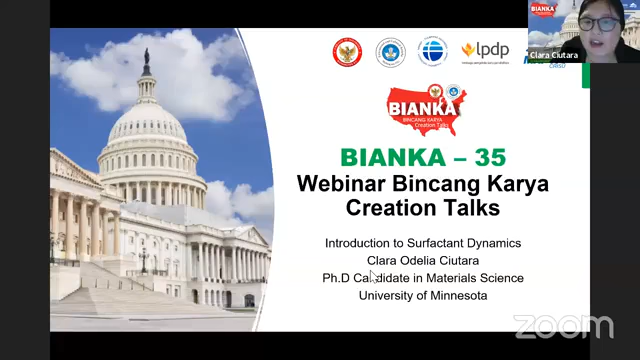 lpdp
BIANKA
BINCANG KARYA
Creation Talks
BIANKA – 35
Webinar Bincang Karya
Creation Talks
Introduction to Surfactant Dynamics
Clara Odelia Ciutara
Ph.D Candidate in Materials Science
University of Minnesota
BIANKA
Clara Ciutara
zoom